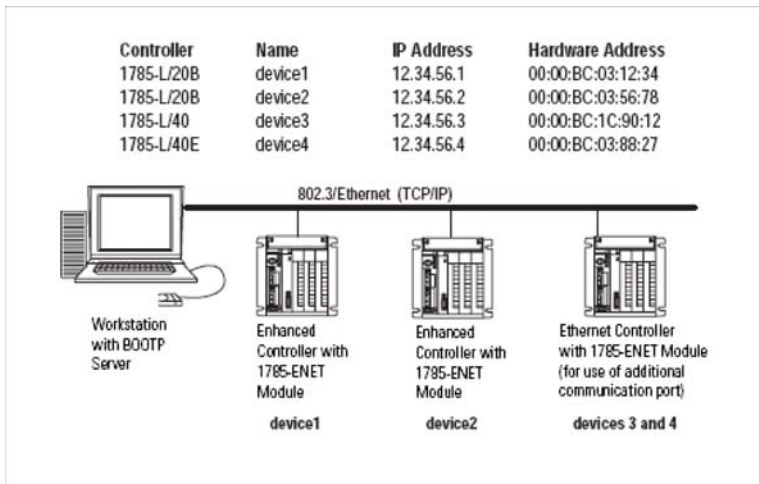 Controller Name IP Address Hardware Address
1785-L/20B device1 12.34.56.1 00:00:BC:03:12:34
1785-L/20B device2 12.34.56.2 00:00:BC:03:56:78
1785-L/40 device3 12.34.56.3 00:00:BC:1C:90:12
1785-L/40E device4 12.34.56.4 00:00:BC:03:88:27
802.3/Ethernet (TCP/IP)
Workstation
with BOOTP
Server
Enhanced
Controller with
1785-ENET
Module
device1
Enhanced
Controller with
1785-ENET
Module
device2
Ethernet Controller
with 1785-ENET Module
(for use of additional
communication port)
devices 3 and 4